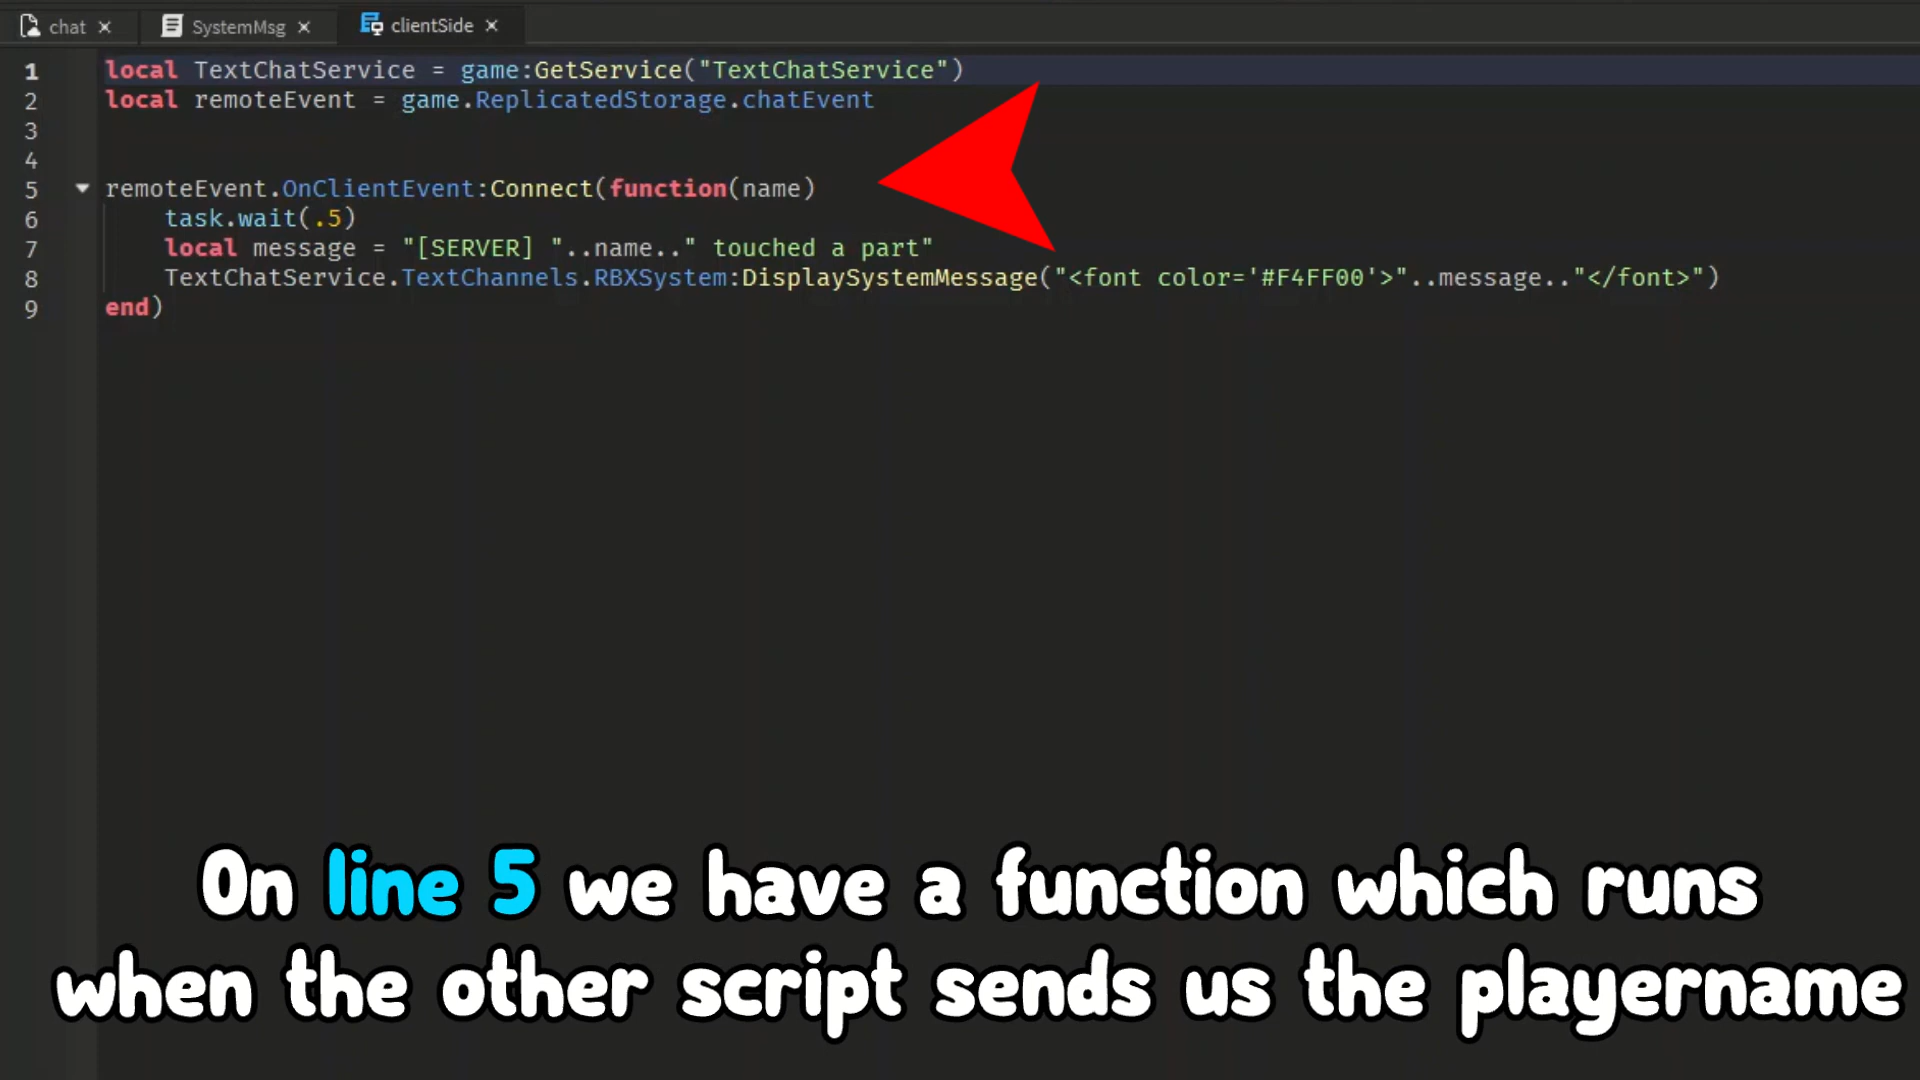 chat × SystemMsg × clientSide ×
1 local TextChatService = game:GetService("TextChatService")
2 local remoteEvent = game.ReplicatedStorage.chatEvent
3
4
5 remoteEvent.OnClientEvent:Connect(function(name)
6 task.wait(.5)
7 local message = "[SERVER] "..name.." touched a part"
8 TextChatService.TextChannels.RBXSystem:DisplaySystemMessage("<font color='#F4FF00'>"..message.."</font>")
9 end)
On line 5 we have a function which runs
when the other script sends us the playername